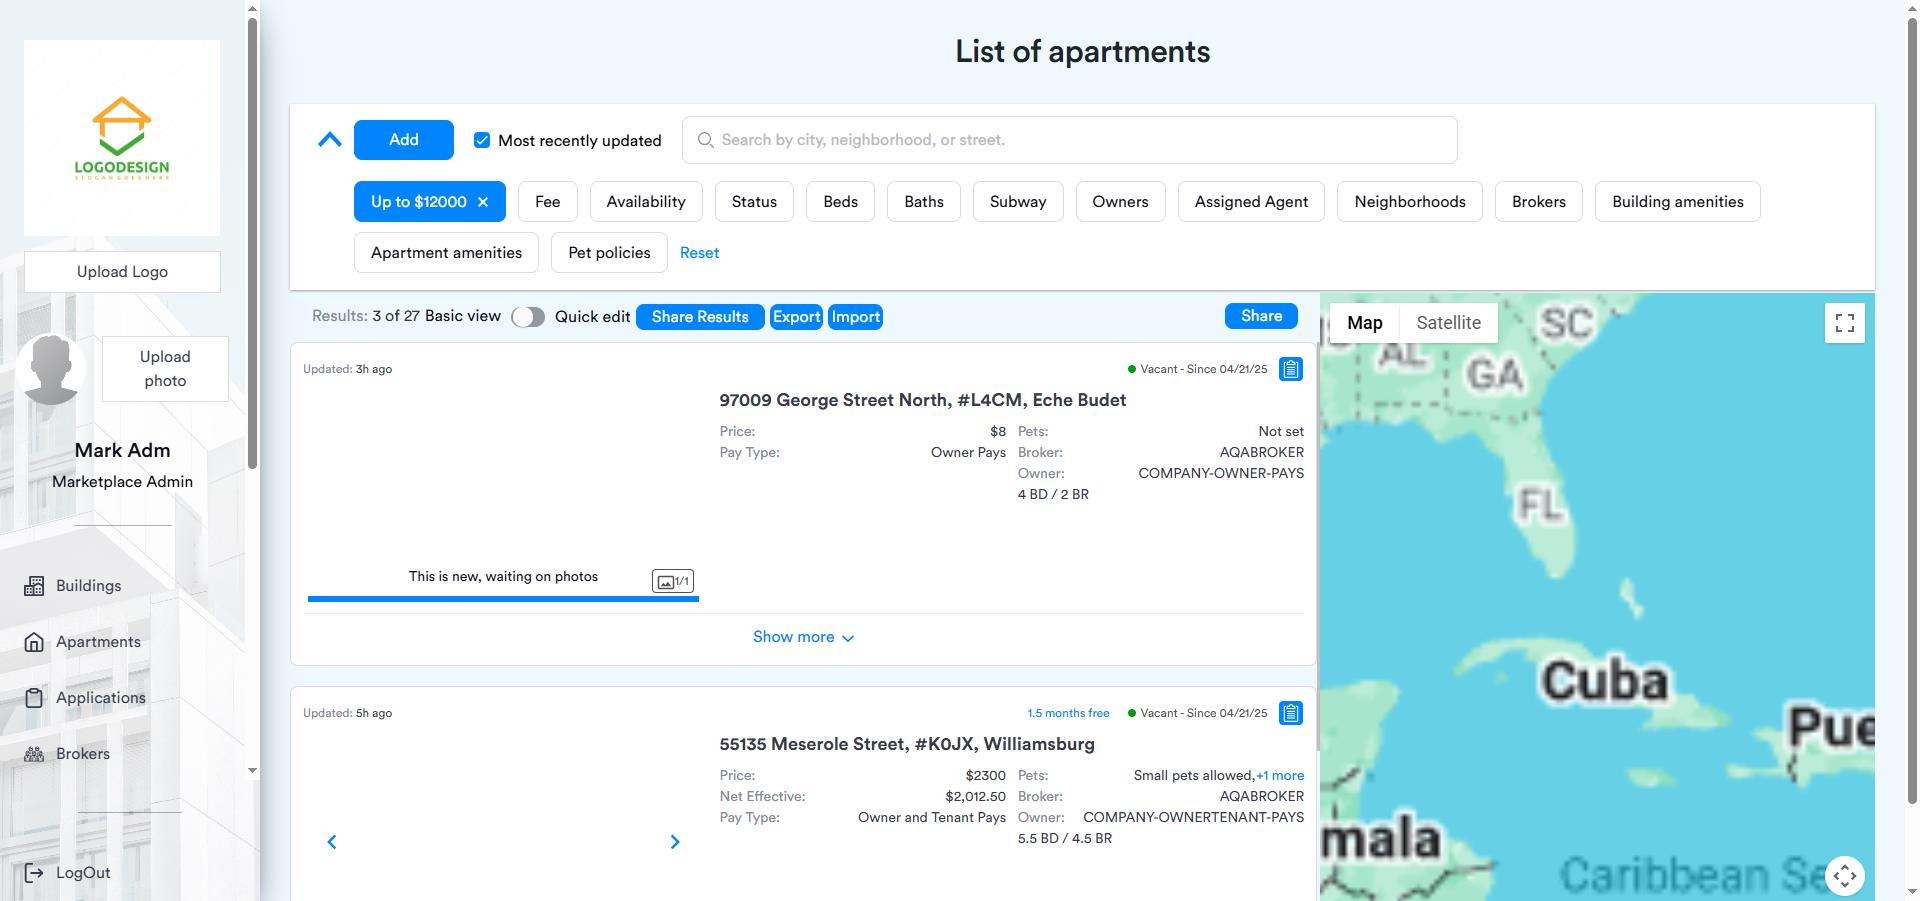 List of apartments
LOGODESIGN
SLOGANGOESHERE
Upload Logo
Upload
photo
Mark Adm
Marketplace Admin
Buildings
Apartments
Applications
Brokers
LogOut
Add
Most recently updated
Search by city, neighborhood, or street.
Up to $12000
Fee
Availability
Status
Beds
Baths
Subway
Owners
Assigned Agent
Neighborhoods
Brokers
Building amenities
Apartment amenities
Pet policies
Reset
Results: 3 of 27 Basic view
Quick edit
Share Results
Export
Import
Share
Updated: 3h ago
Vacant - Since 04/21/25
97009 George Street North, #L4CM, Eche Budet
Price: $8
Pets: Not set
Pay Type: Owner Pays
Broker: AQABROKER
Owner: COMPANY-OWNER-PAYS
4 BD / 2 BR
This is new, waiting on photos
1/1
Show more
Updated: 5h ago
1.5 months free
Vacant - Since 04/21/25
55135 Meserole Street, #K0JX, Williamsburg
Price: $2300
Pets: Small pets allowed,+1 more
Net Effective: $2,012.50
Broker: AQABROKER
Pay Type: Owner and Tenant Pays
Owner: COMPANY-OWNERTENANT-PAYS
5.5 BD / 4.5 BR
Map
Satellite
SC
AL
GA
FL
Cuba
Pue
mala
Caribbean Se